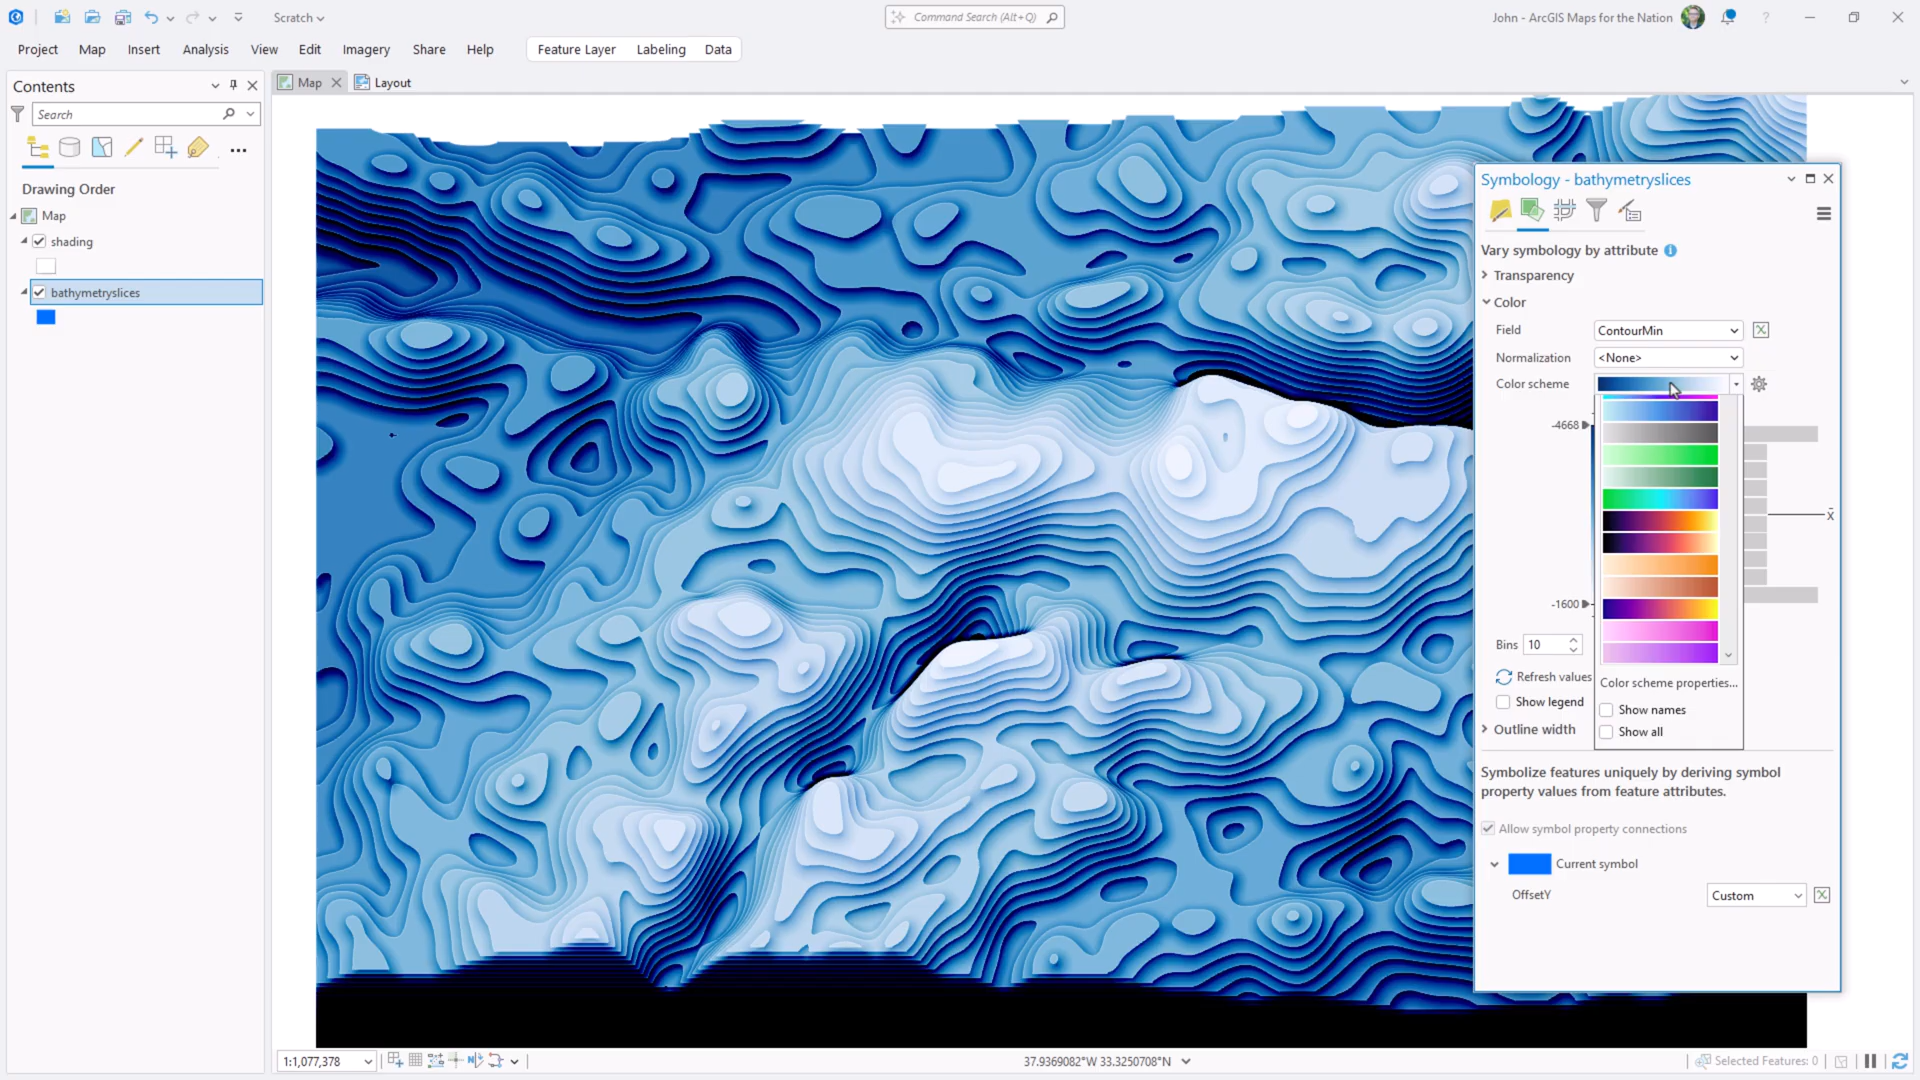 Scratch
Command Search (Alt+Q)
John - ArcGIS Maps for the Nation
?
Project
Map
Insert
Analysis
View
Edit
Imagery
Share
Help
Feature Layer
Labeling
Data
Contents
Map
Layout
Search
Drawing Order
Map
shading
bathymetryslices
Symbology - bathymetryslices
Vary symbology by attribute
Transparency
Color
Field
ContourMin
Normalization
<None>
Color scheme
-4668
x̄
-1600
Bins
10
Refresh values
Color scheme properties...
Show legend
Show names
Outline width
Show all
Symbolize features uniquely by deriving symbol
property values from feature attributes.
Allow symbol property connections
Current symbol
OffsetY
Custom
1:1,077,378
37.9369082°W 33.3250708°N
Selected Features: 0